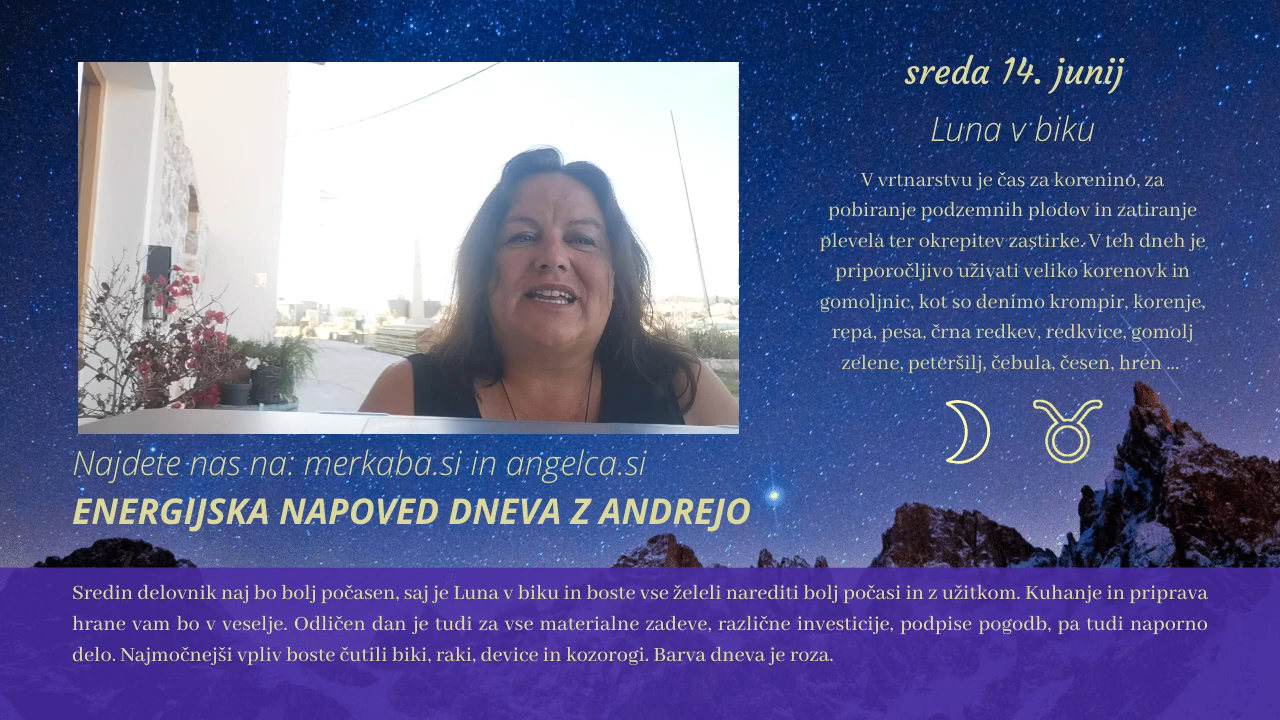 sreda 14. junij
Luna v biku
V vrtnarstvu je čas za korenino, za
pobiranje podzemnih plodov in zatiranje
plevela ter okrepitev zastirke. V teh dneh je
priporočljivo uživati veliko korenovk in
gomoljnic, kot so denimo krompir, korenje,
repa, pesa, črna redkev, redkvice, gomolj
zelene, peteršilj, čebula, česen, hren ...
Najdete nas na: merkaba.si in angelca.si
ENERGIJSKA NAPOVED DNEVA Z ANDREJO
Sredin delovnik naj bo bolj počasen, saj je Luna v biku in boste vse želeli narediti bolj počasi in z užitkom. Kuhanje in priprava
hrane vam bo v veselje. Odličen dan je tudi za vse materialne zadeve, različne investicije, podpise pogodb, pa tudi naporno
delo. Najmočnejši vpliv boste čutili biki, raki, device in kozorogi. Barva dneva je roza.